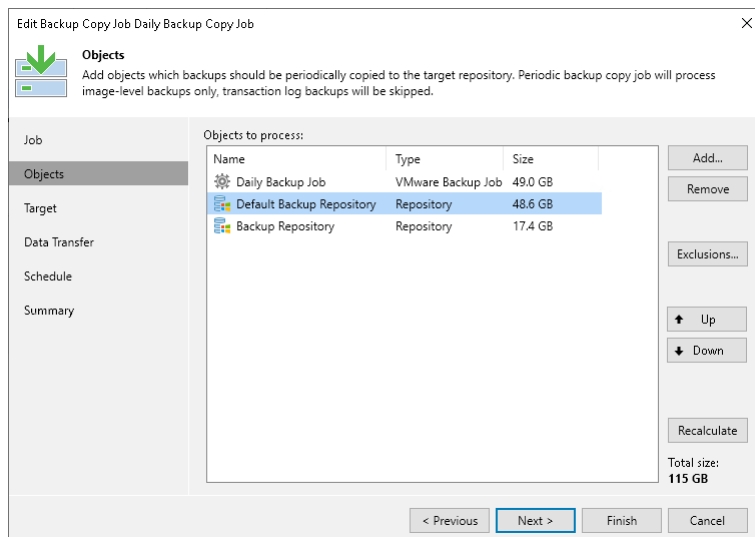 Edit Backup Copy Job Daily Backup Copy Job
Objects
Add objects which backups should be periodically copied to the target repository. Periodic backup copy job will process
image-level backups only, transaction log backups will be skipped.
Job
Objects
Target
Data Transfer
Schedule
Summary
Objects to process:
Name Type Size
Daily Backup Job VMware Backup Job 49.0 GB
Default Backup Repository Repository 48.6 GB
Backup Repository Repository 17.4 GB
Add...
Remove
Exclusions...
Up
Down
Recalculate
Total size:
115 GB
< Previous Next > Finish Cancel